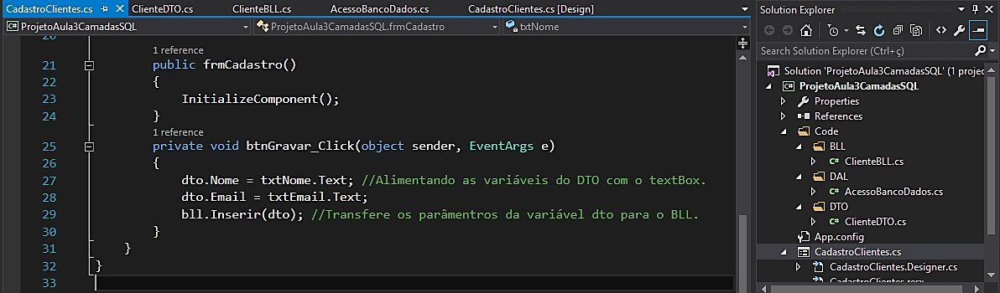 CadastroClientes.cs ClienteDTO.cs ClienteBLL.cs AcessoBancoDados.cs CadastroClientes.cs [Design]
ProjetoAula3CamadasSQL ProjetoAula3CamadasSQL.frmCadastro txtNome
1 reference
21 public frmCadastro()
22 {
23 InitializeComponent();
24 }
1 reference
25 private void btnGravar_Click(object sender, EventArgs e)
26 {
27 dto.Nome = txtNome.Text; //Alimentando as variáveis do DTO com o textBox.
28 dto.Email = txtEmail.Text;
29 bll.Inserir(dto); //Transfere os parâmentros da variável dto para o BLL.
30 }
31 }
32 }
33
Solution Explorer
Search Solution Explorer (Ctrl+ç)
Solution 'ProjetoAula3CamadasSQL' (1 projec
ProjetoAula3CamadasSQL
Properties
References
Code
BLL
ClienteBLL.cs
DAL
AcessoBancoDados.cs
DTO
ClienteDTO.cs
App.config
CadastroClientes.cs
CadastroClientes.Designer.cs